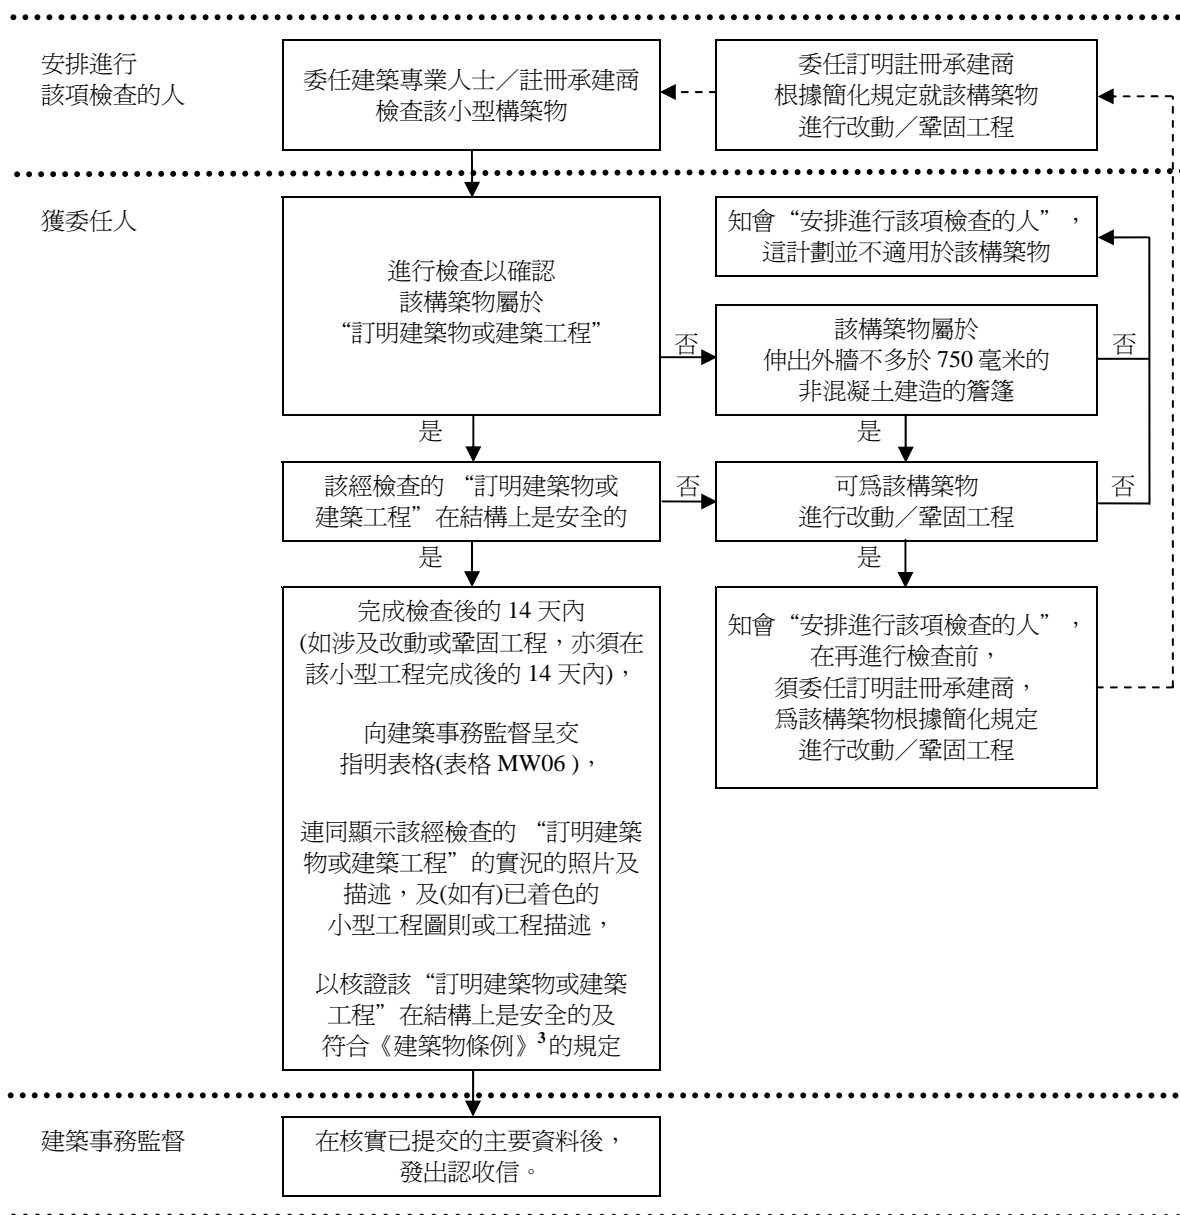 安排進行
該項檢查的人
委任建築專業人士／註冊承建商
檢查該小型構築物
委任訂明註冊承建商
根據簡化規定就該構築物
進行改動／鞏固工程
獲委任人
進行檢查以確認
該構築物屬於
“訂明建築物或建築工程”
否
知會“安排進行該項檢查的人”，
這計劃並不適用於該構築物
該構築物屬於
伸出外牆不多於 750 毫米的
非混凝土建造的簷篷
否
是
是
該經檢查的 “訂明建築物或
建築工程”在結構上是安全的
否
可爲該構築物
進行改動／鞏固工程
否
是
是
完成檢查後的 14 天內
(如涉及改動或鞏固工程，亦須在
該小型工程完成後的 14 天內)，
向建築事務監督呈交
指明表格(表格 MW06 )，
連同顯示該經檢查的 “訂明建築
物或建築工程”的實況的照片及
描述，及(如有)已着色的
小型工程圖則或工程描述，
以核證該“訂明建築物或建築
工程”在結構上是安全的及
符合《建築物條例》3 的規定
知會“安排進行該項檢查的人”，
在再進行檢查前，
須委任訂明註冊承建商，
爲該構築物根據簡化規定
進行改動／鞏固工程
建築事務監督
在核實已提交的主要資料後，
發出認收信。